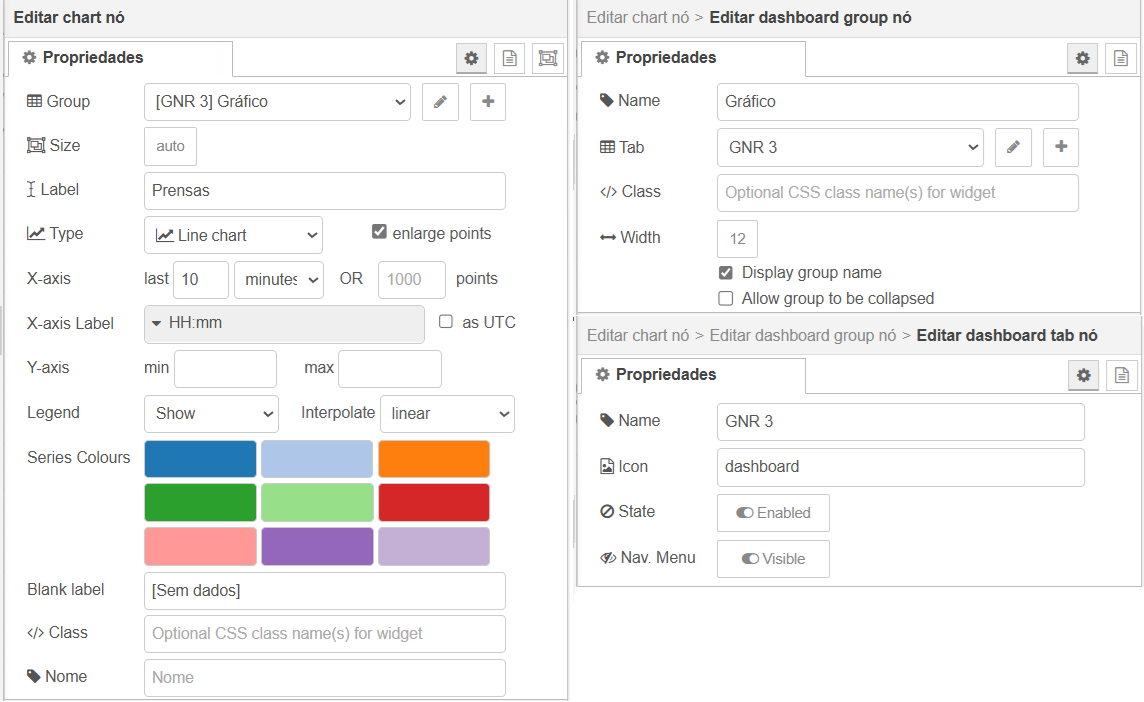 Editar chart nó
Propriedades
Group [GNR 3] Gráfico
Size auto
Label Prensas
Type Line chart enlarge points
X-axis last 10 minutes OR 1000 points
X-axis Label HH:mm as UTC
Y-axis min max
Legend Show Interpolate linear
Series Colours
Blank label [Sem dados]
</> Class Optional CSS class name(s) for widget
Nome Nome
Editar chart nó > Editar dashboard group nó
Propriedades
Name Gráfico
Tab GNR 3
</> Class Optional CSS class name(s) for widget
Width 12
Display group name
Allow group to be collapsed
Editar chart nó > Editar dashboard group nó > Editar dashboard tab nó
Propriedades
Name GNR 3
Icon dashboard
State Enabled
Nav. Menu Visible